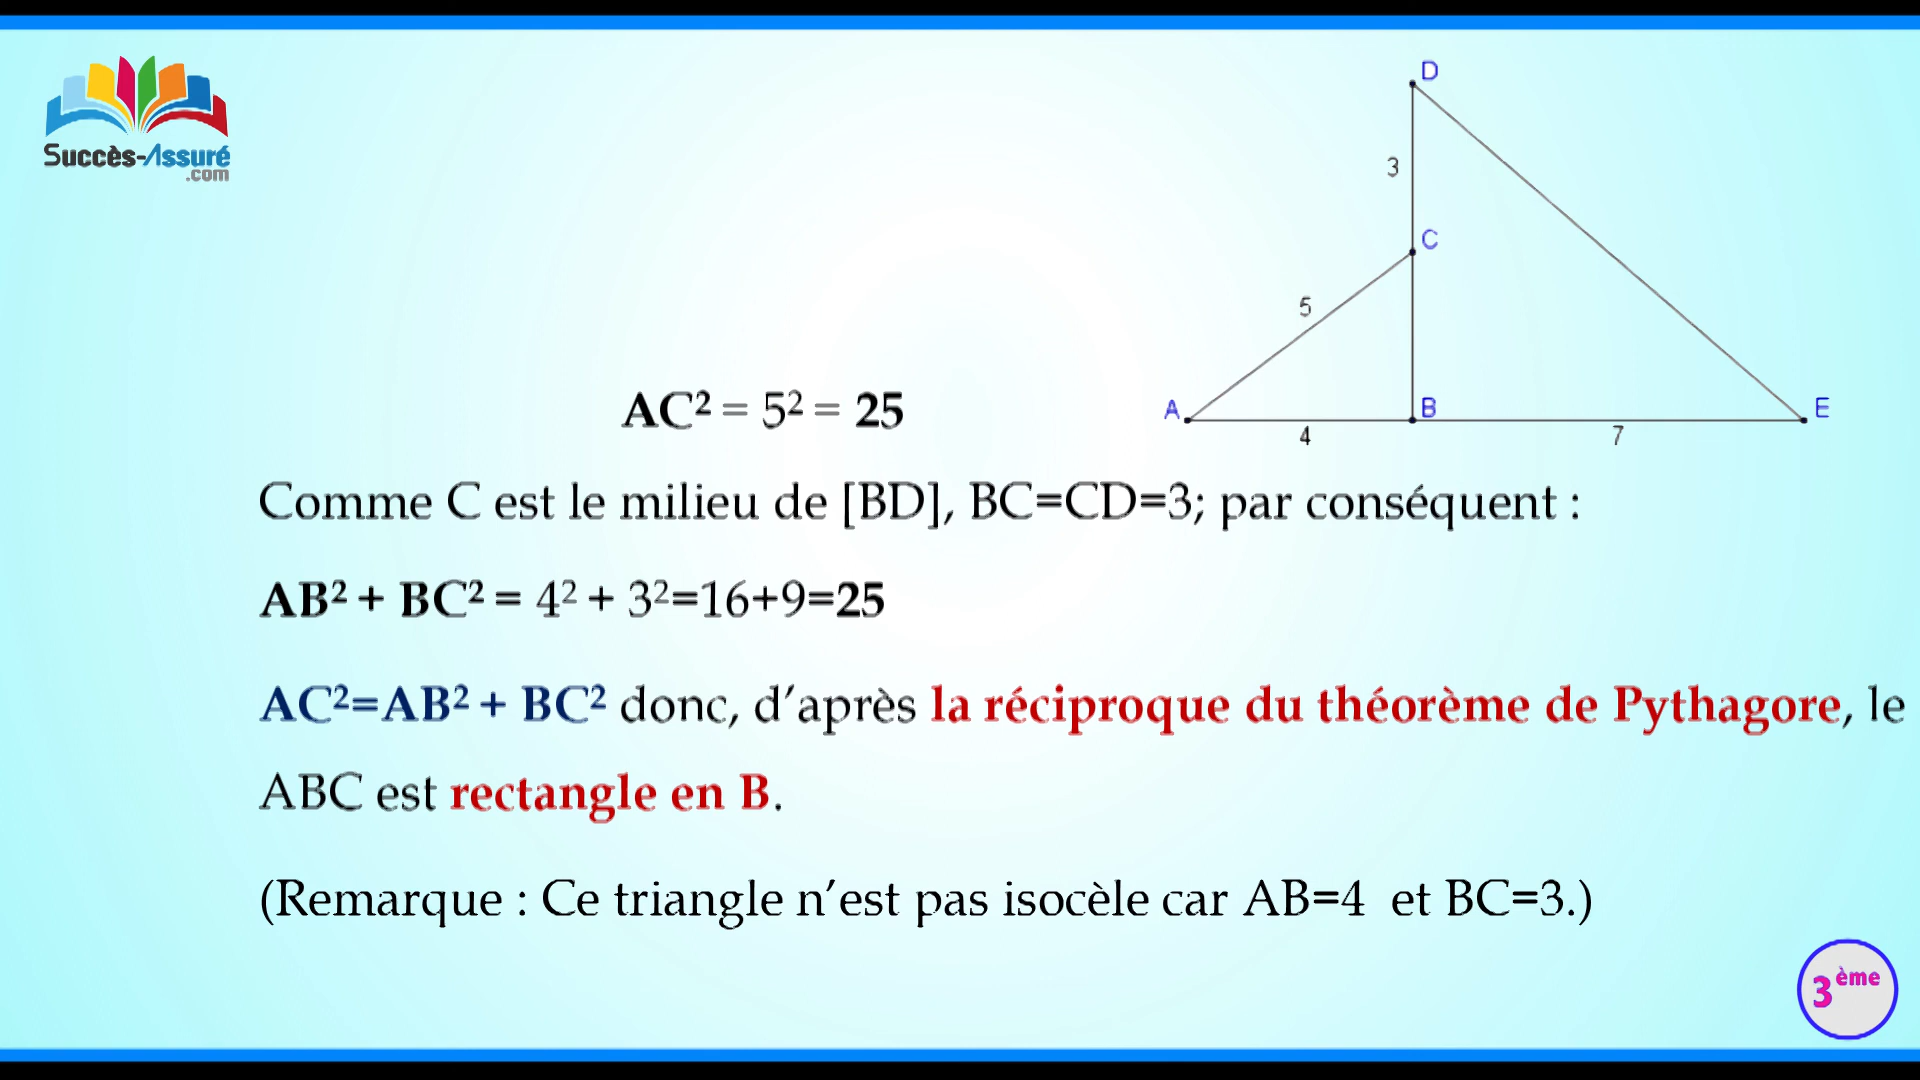 Succès-Assuré
.com
D
3
C
5
A
B
E
4
7
AC² = 5² = 25
Comme C est le milieu de [BD], BC=CD=3; par conséquent :
AB² + BC² = 4² + 3²=16+9=25
AC²=AB² + BC² donc, d’après la réciproque du théorème de Pythagore, le
ABC est rectangle en B.
(Remarque : Ce triangle n’est pas isocèle car AB=4 et BC=3.)
3ème